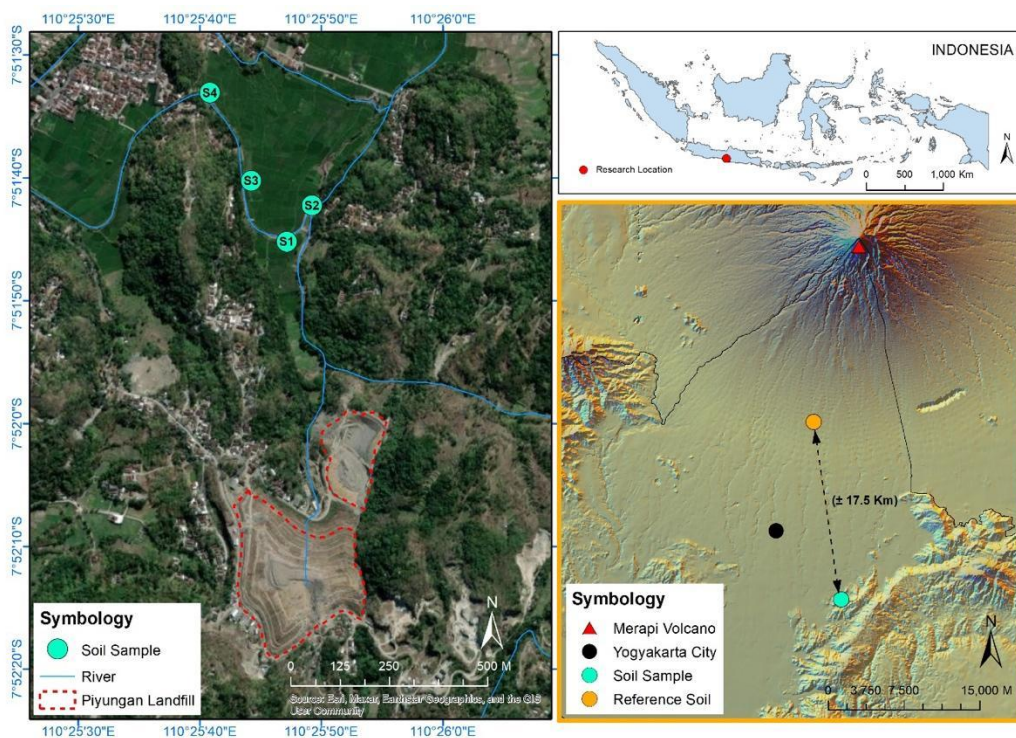 110°25'30"E 110°25'40"E 110°25'50"E 110°26'0"E
7°51'30"S
7°51'40"S
7°51'50"S
7°52'0"S
7°52'10"S
7°52'20"S
S4
S3
S2
S1
Symbology
Soil Sample
River
Piyungan Landfill
N
0 125 250 500 M
Source: Esri, Maxar, Earthstar Geographics, and the GIS
User Community
110°25'30"E 110°25'40"E 110°25'50"E 110°26'0"E
INDONESIA
N
Research Location
0 500 1,000 Km
(± 17.5 Km)
Symbology
Merapi Volcano
Yogyakarta City
Soil Sample
Reference Soil
N
0 3,750 7,500 15,000 M